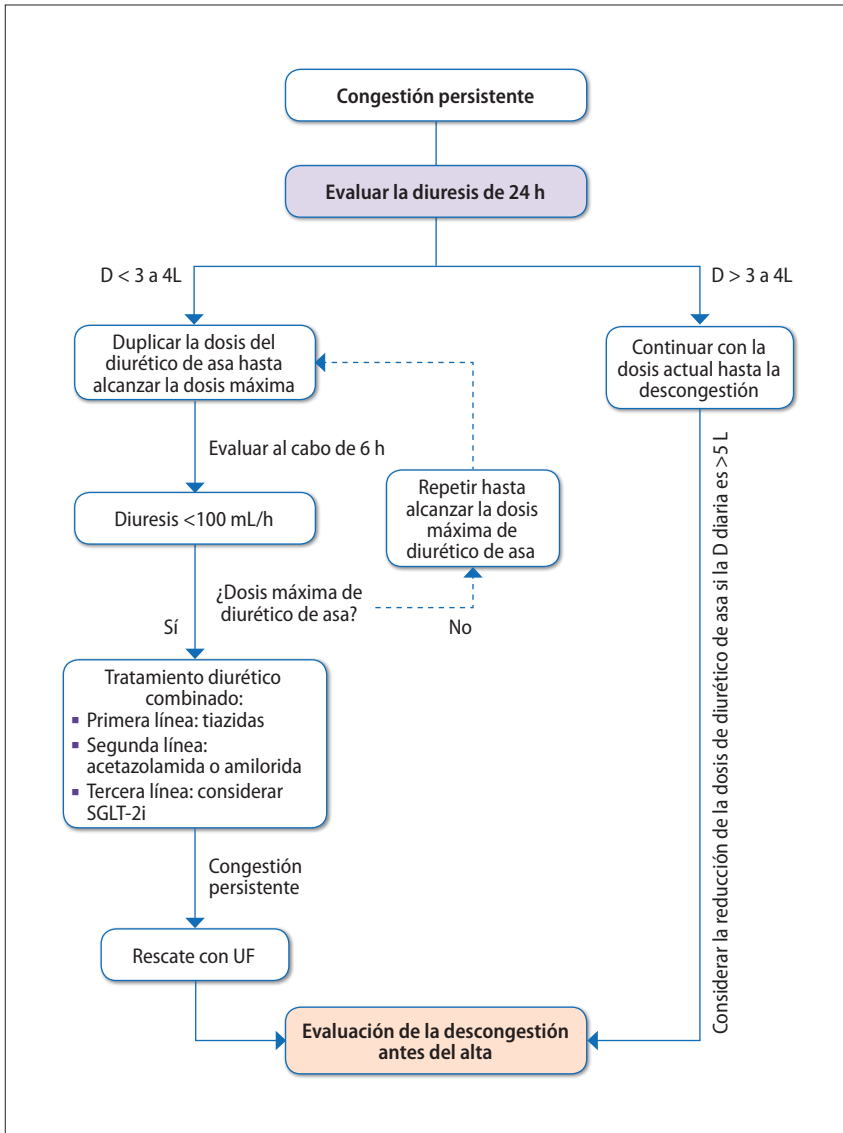 Congestión persistente
Evaluar la diuresis de 24 h
D < 3 a 4L
D > 3 a 4L
Duplicar la dosis del
diurético de asa hasta
alcanzar la dosis máxima
Continuar con la
dosis actual hasta la
descongestión
Evaluar al cabo de 6 h
Repetir hasta
alcanzar la dosis
máxima de
diurético de asa
Diuresis <100 mL/h
¿Dosis máxima de
diurético de asa?
Sí
No
Tratamiento diurético
combinado:
▪ Primera línea: tiazidas
▪ Segunda línea:
acetazolamida o amilorida
▪ Tercera línea: considerar
SGLT-2i
Considerar la reducción de la dosis de diurético de asa si la D diaria es >5 L
Congestión
persistente
Rescate con UF
Evaluación de la descongestión
antes del alta